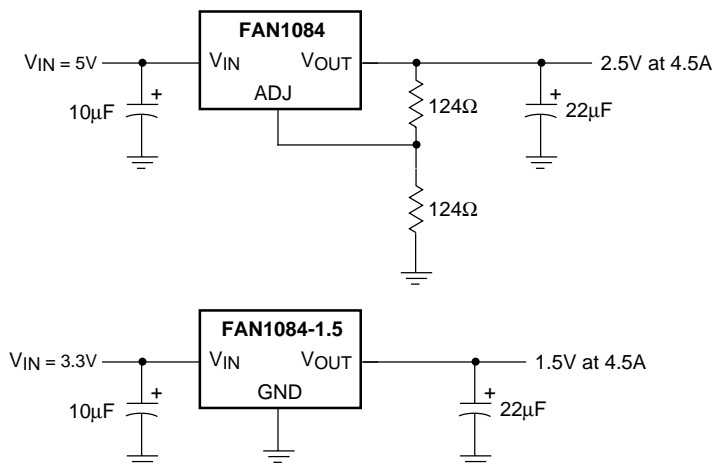 FAN1084
VIN = 5V
VIN
VOUT
2.5V at 4.5A
ADJ
+
10μF
124Ω
+
22μF
124Ω
FAN1084-1.5
VIN = 3.3V
VIN
VOUT
1.5V at 4.5A
GND
+
10μF
+
22μF